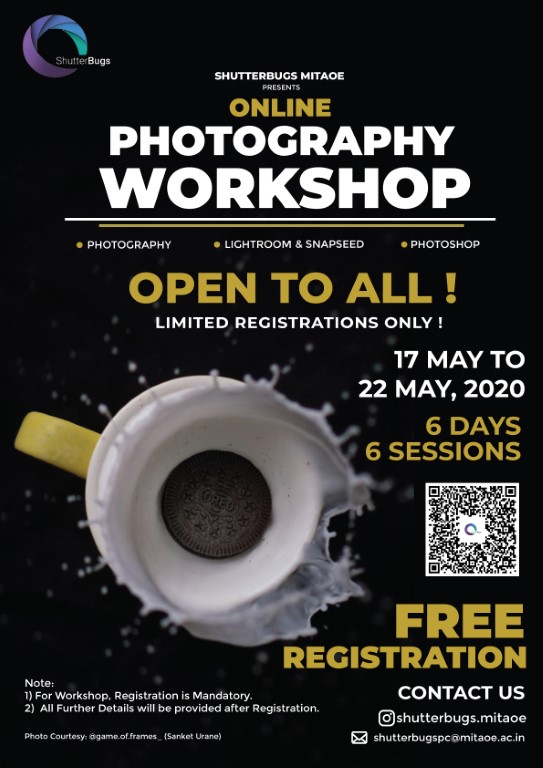 ShutterBugs
SHUTTERBUGS MITAOE
PRESENTS
ONLINE
PHOTOGRAPHY
WORKSHOP
PHOTOGRAPHY
LIGHTROOM & SNAPSEED
PHOTOSHOP
OPEN TO ALL !
LIMITED REGISTRATIONS ONLY !
17 MAY TO
22 MAY, 2020
6 DAYS
6 SESSIONS
OREO
FREE
REGISTRATION
Note:
1) For Workshop, Registration is Mandatory.
2) All Further Details will be provided after Registration.
Photo Courtesy: @game.of.frames_ (Sanket Urane)
CONTACT US
shutterbugs.mitaoe
shutterbugspc@mitaoe.ac.in